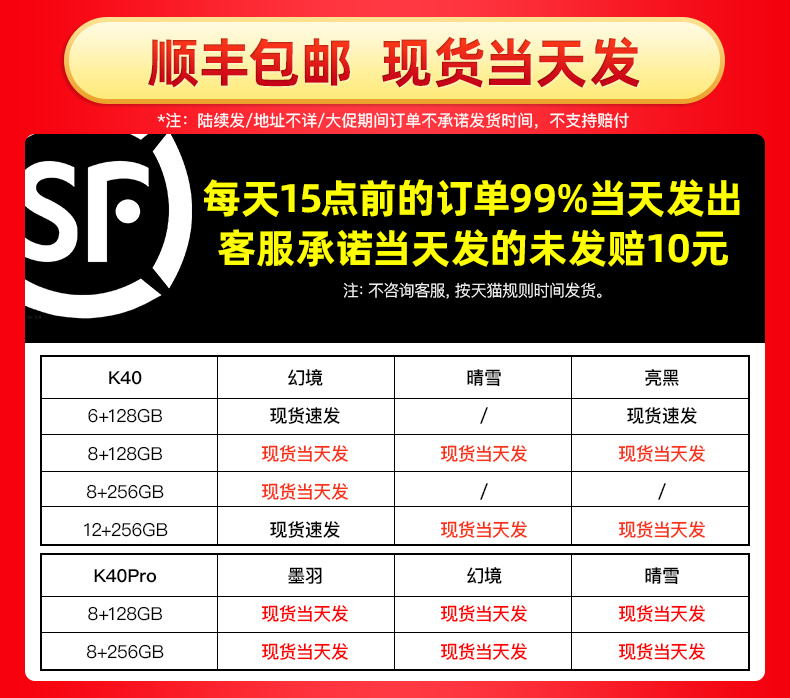 顺丰包邮 现货当天发
*注：陆续发/地址不详/大促期间订单不承诺发货时间，不支持赔付
SF
每天15点前的订单99%当天发出
客服承诺当天发的未发赔10元
注: 不咨询客服, 按天猫规则时间发货。
K40 幻境 晴雪 亮黑
6+128GB 现货速发 / 现货速发
8+128GB 现货当天发 现货当天发 现货当天发
8+256GB 现货当天发 / /
12+256GB 现货速发 现货当天发 现货当天发
K40Pro 墨羽 幻境 晴雪
8+128GB 现货当天发 现货当天发 现货当天发
8+256GB 现货当天发 现货当天发 现货当天发